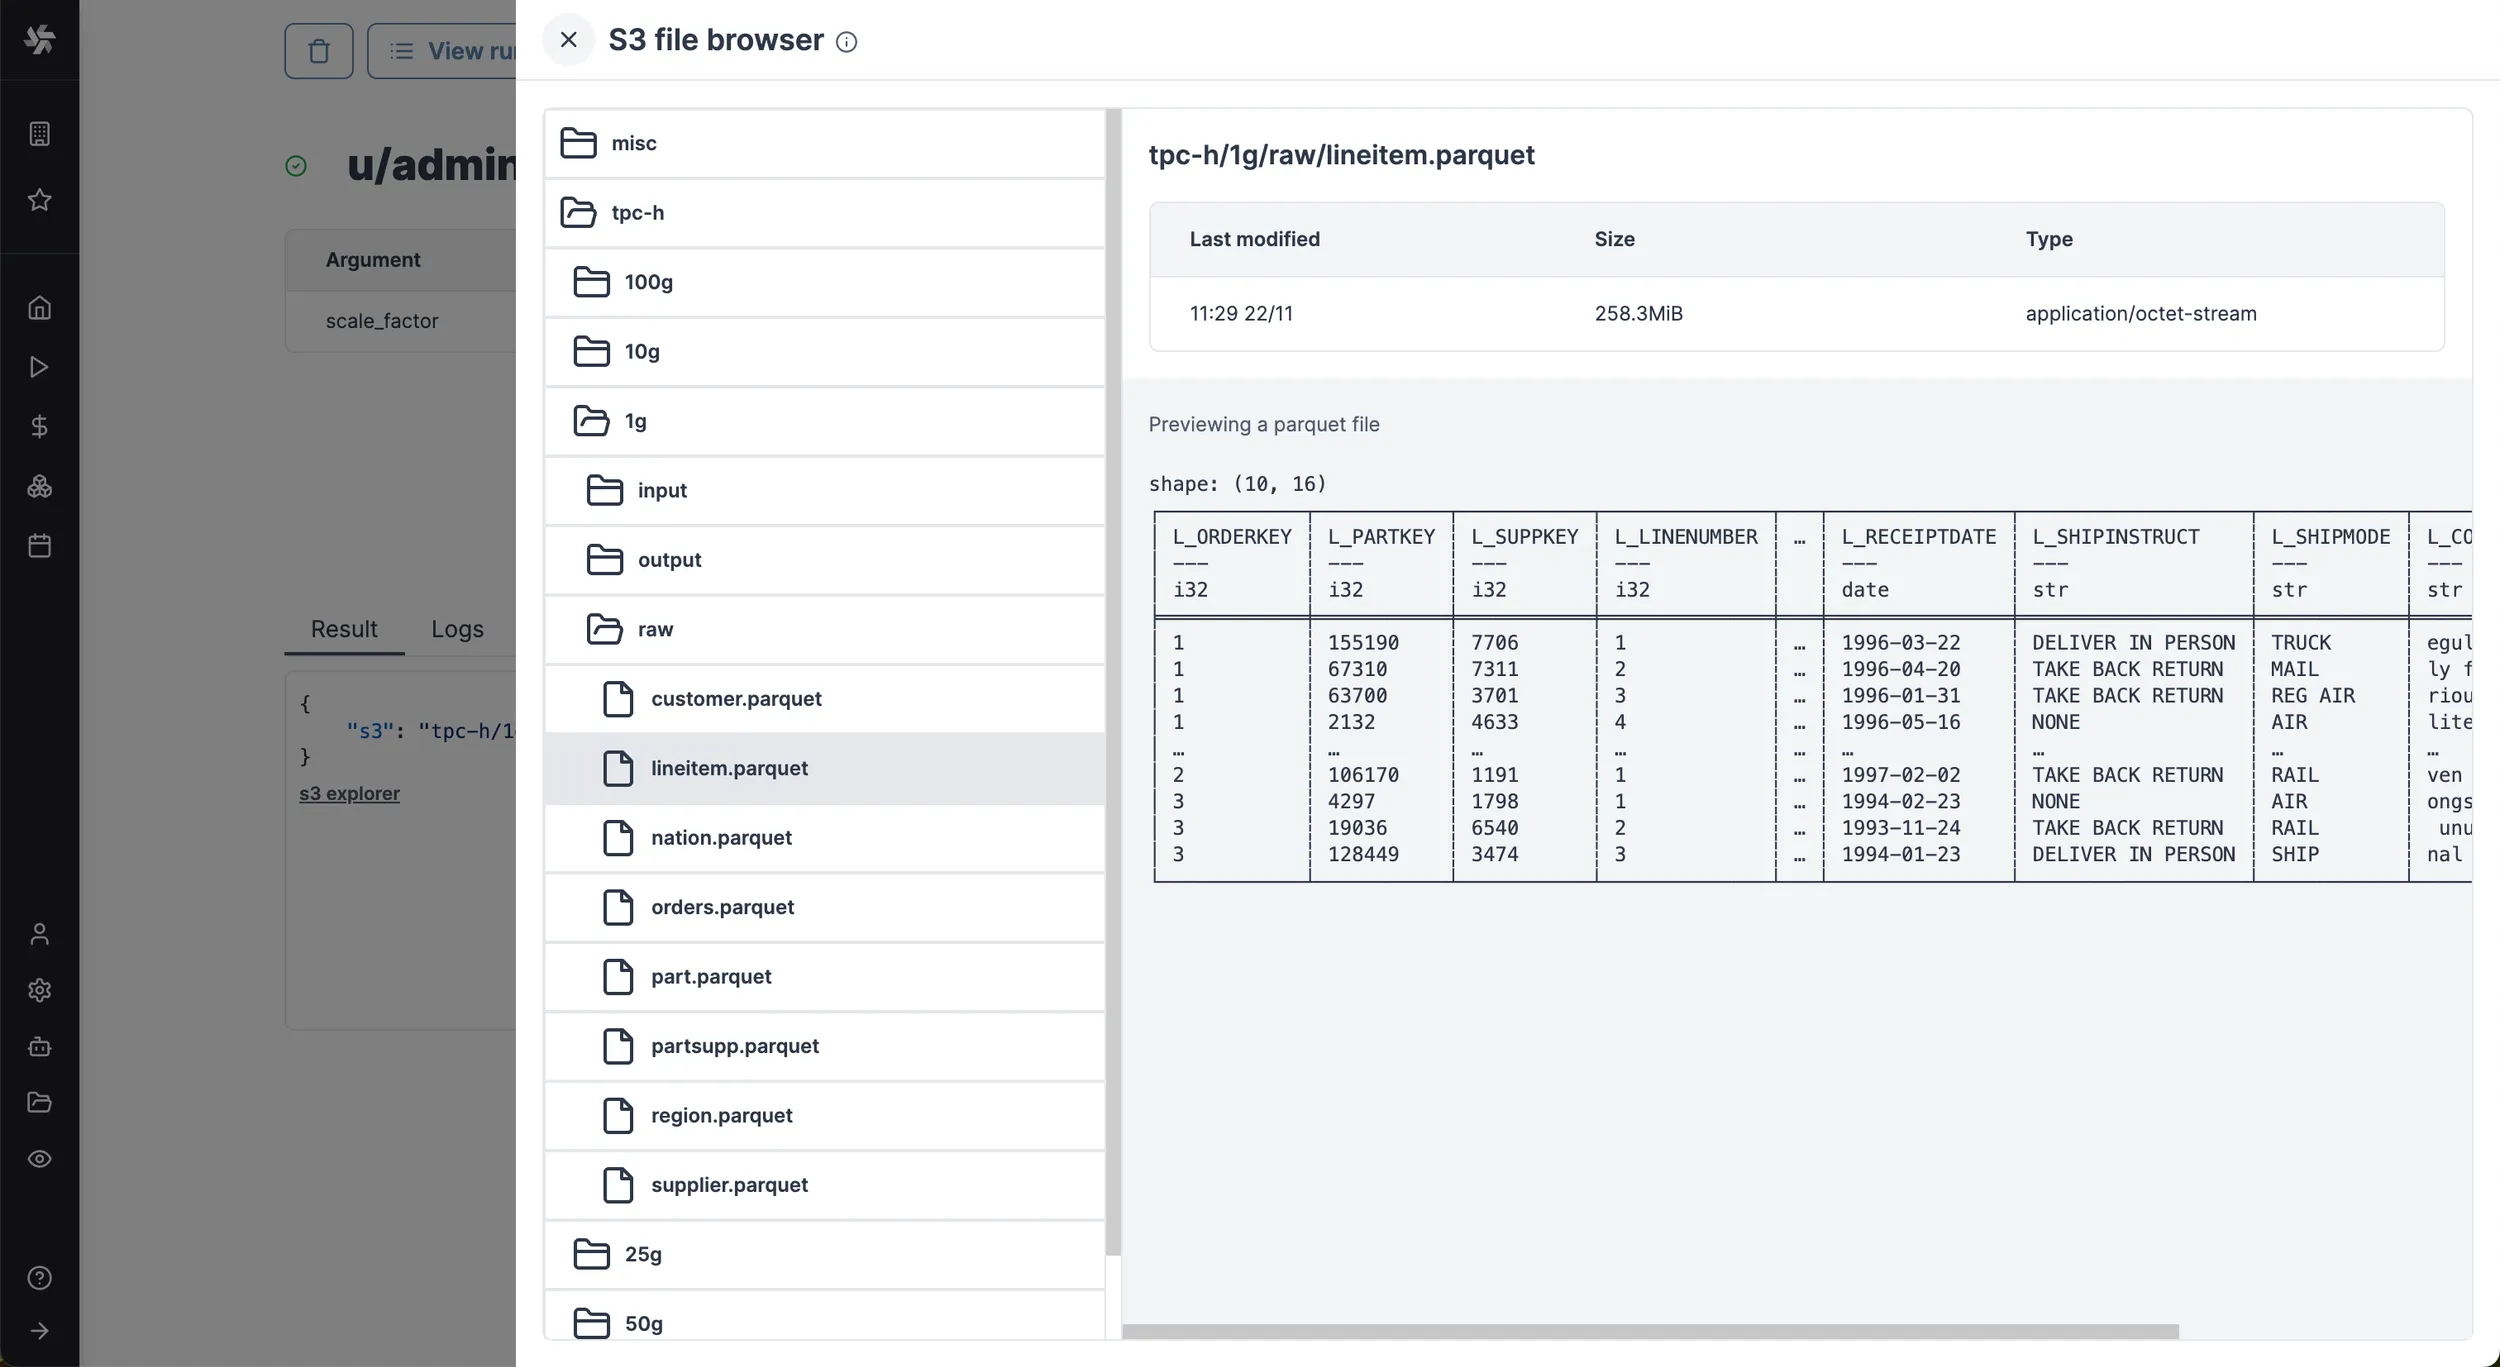 View ru
u/admin
Argument
scale_factor
Result Logs
{
"s3": "tpc-h/1
}
s3 explorer
S3 file browser
misc
tpc-h
100g
10g
1g
input
output
raw
customer.parquet
lineitem.parquet
nation.parquet
orders.parquet
part.parquet
partsupp.parquet
region.parquet
supplier.parquet
25g
50g
tpc-h/1g/raw/lineitem.parquet
Last modified Size Type
11:29 22/11 258.3MiB application/octet-stream
Previewing a parquet file
shape: (10, 16)
L_ORDERKEY L_PARTKEY L_SUPPKEY L_LINENUMBER … L_RECEIPTDATE L_SHIPINSTRUCT L_SHIPMODE L_CO
--- --- --- --- --- --- --- ---
i32 i32 i32 i32 date str str str
1 155190 7706 1 … 1996-03-22 DELIVER IN PERSON TRUCK egul
1 67310 7311 2 … 1996-04-20 TAKE BACK RETURN MAIL ly f
1 63700 3701 3 … 1996-01-31 TAKE BACK RETURN REG AIR riou
1 2132 4633 4 … 1996-05-16 NONE AIR lite
… … … … … … … … …
2 106170 1191 1 … 1997-02-02 TAKE BACK RETURN RAIL ven
3 4297 1798 1 … 1994-02-23 NONE AIR ongs
3 19036 6540 2 … 1993-11-24 TAKE BACK RETURN RAIL unu
3 128449 3474 3 … 1994-01-23 DELIVER IN PERSON SHIP nal